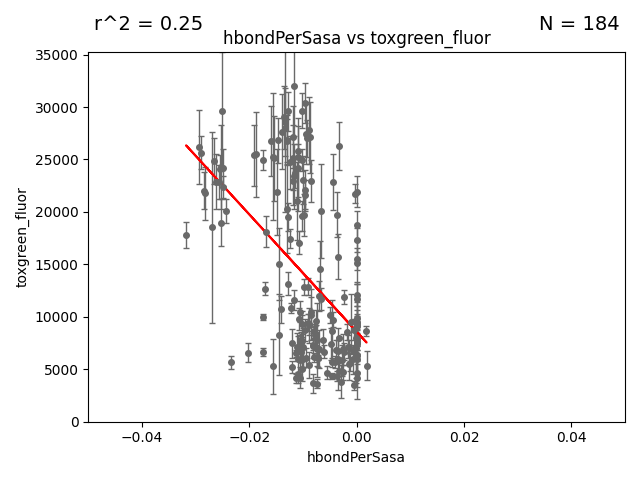 r^2 = 0.25
N = 184
hbondPerSasa vs toxgreen_fluor
35000
30000
25000
20000
15000
10000
5000
0
toxgreen_fluor
−0.04
−0.02
0.00
0.02
0.04
hbondPerSasa